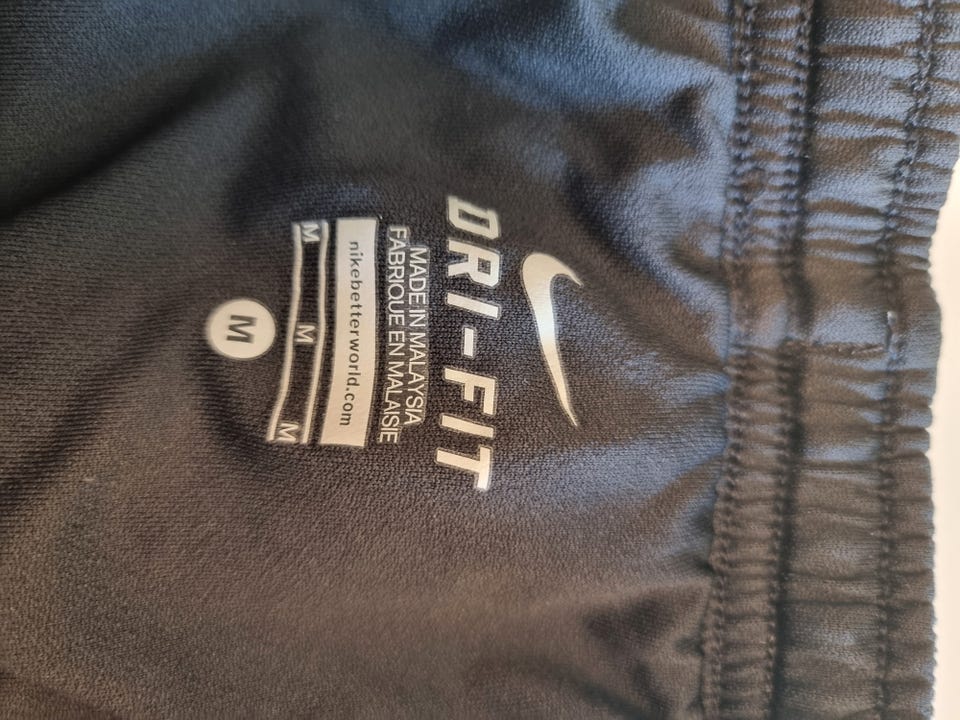 DRI-FIT
MADE IN MALAYSIA
FABRIQUE EN MALAISIE
nikebetterworld.com
M M M
M